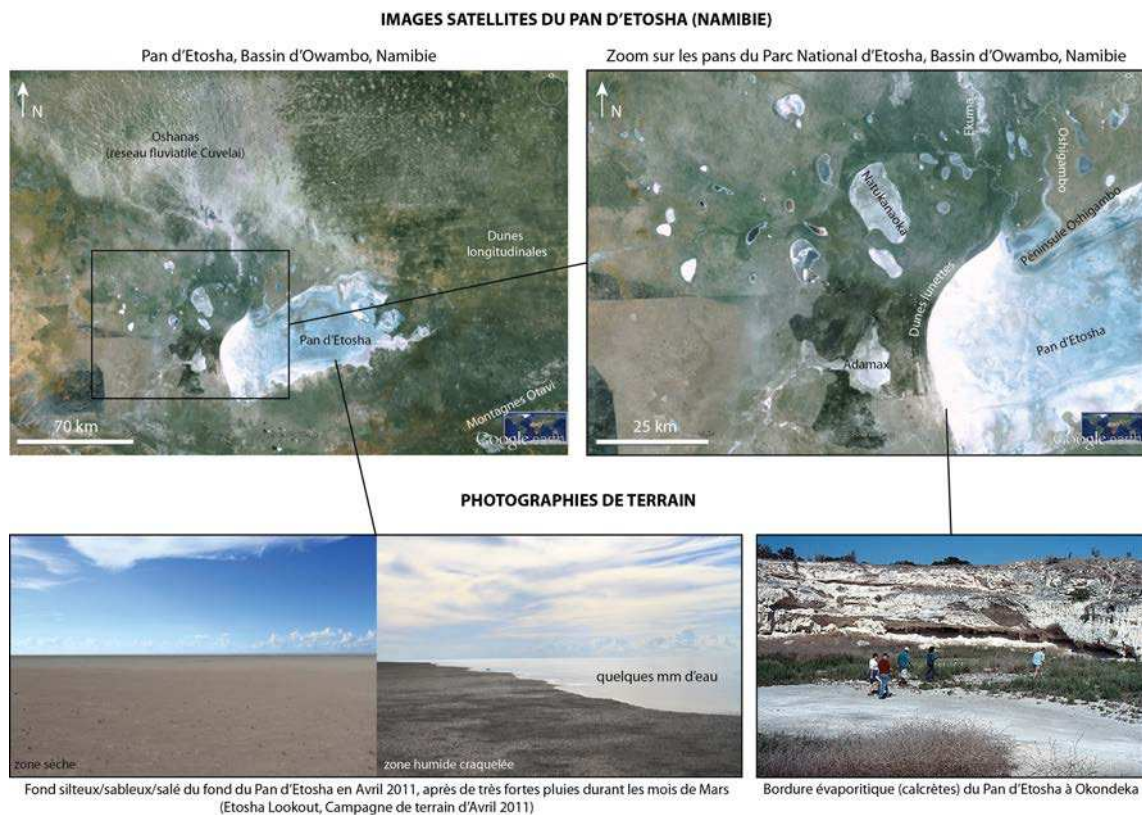 IMAGES SATELLITES DU PAN D'ETOSHA (NAMIBIE)
Pan d'Etosha, Bassin d'Owambo, Namibie
N
Oshanas
(reseau fluviatile Cuvelai)
Dunes
longitudinales
Pan d'Etosha
Montagnes Otavi
70 km
Google earth
Zoom sur les pans du Parc National d'Etosha, Bassin d'Owambo, Namibie
N
Ekuma
Oshigambo
Natukanaoka
Péninsule Oshigambo
Dunes lunettes
Pan d'Etosha
Adamax
25 km
Google earth
PHOTOGRAPHIES DE TERRAIN
quelques mm d'eau
zone sèche
zone humide craquelée
Fond silteux/sableux/salé du fond du Pan d'Etosha en Avril 2011, après de très fortes pluies durant les mois de Mars
(Etosha Lookout, Campagne de terrain d'Avril 2011)
Bordure évaporitique (calcrètes) du Pan d'Etosha à Okondeka